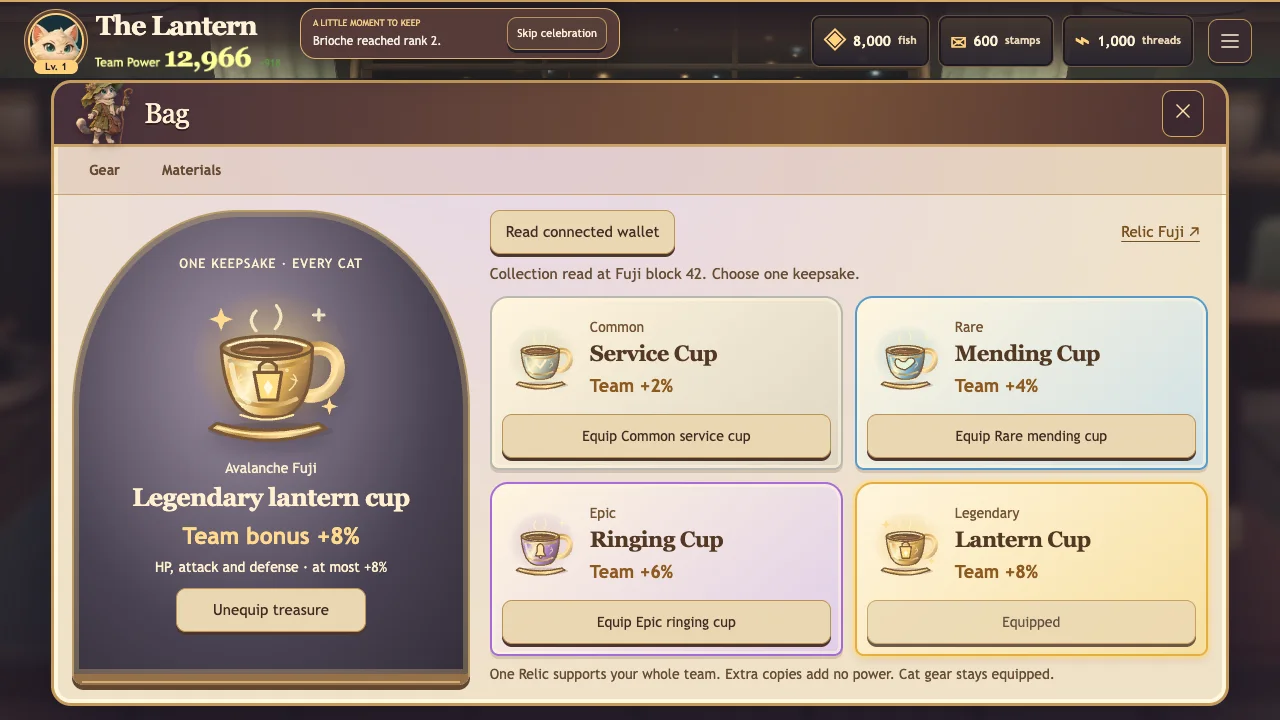 The Lantern
Lv. 1
Team Power 12,966
A LITTLE MOMENT TO KEEP
Brioche reached rank 2.
Skip celebration
8,000 fish
600 stamps
1,000 threads
Bag
Gear
Materials
ONE KEEPSAKE · EVERY CAT
Avalanche Fuji
Legendary lantern cup
Team bonus +8%
HP, attack and defense · at most +8%
Unequip treasure
Read connected wallet
Relic Fuji ↗
Collection read at Fuji block 42. Choose one keepsake.
Common
Service Cup
Team +2%
Equip Common service cup
Rare
Mending Cup
Team +4%
Equip Rare mending cup
Epic
Ringing Cup
Team +6%
Equip Epic ringing cup
Legendary
Lantern Cup
Team +8%
Equipped
One Relic supports your whole team. Extra copies add no power. Cat gear stays equipped.